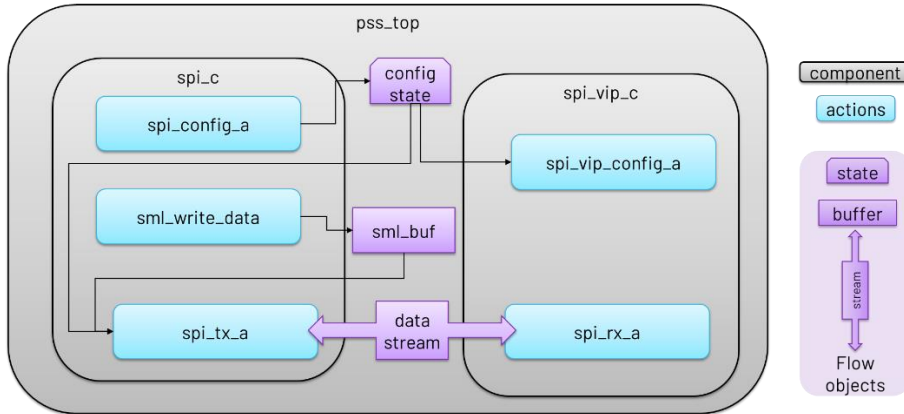 pss_top
spi_c
config
state
spi_vip_c
spi_config_a
spi_vip_config_a
sml_write_data
sml_buf
spi_tx_a
data
stream
spi_rx_a
component
actions
state
buffer
stream
Flow
objects